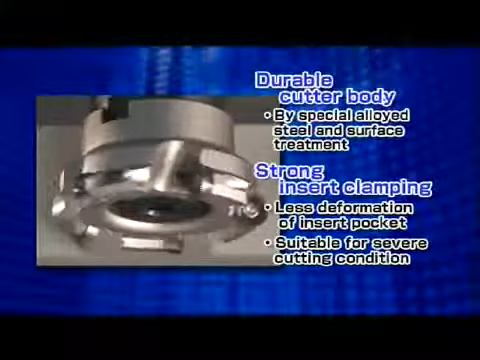 Durable
cutter body
• By special alloyed
steel and surface
treatment
Strong
insert clamping
• Less deformation
of insert pocket
• Suitable for severe
cutting condition